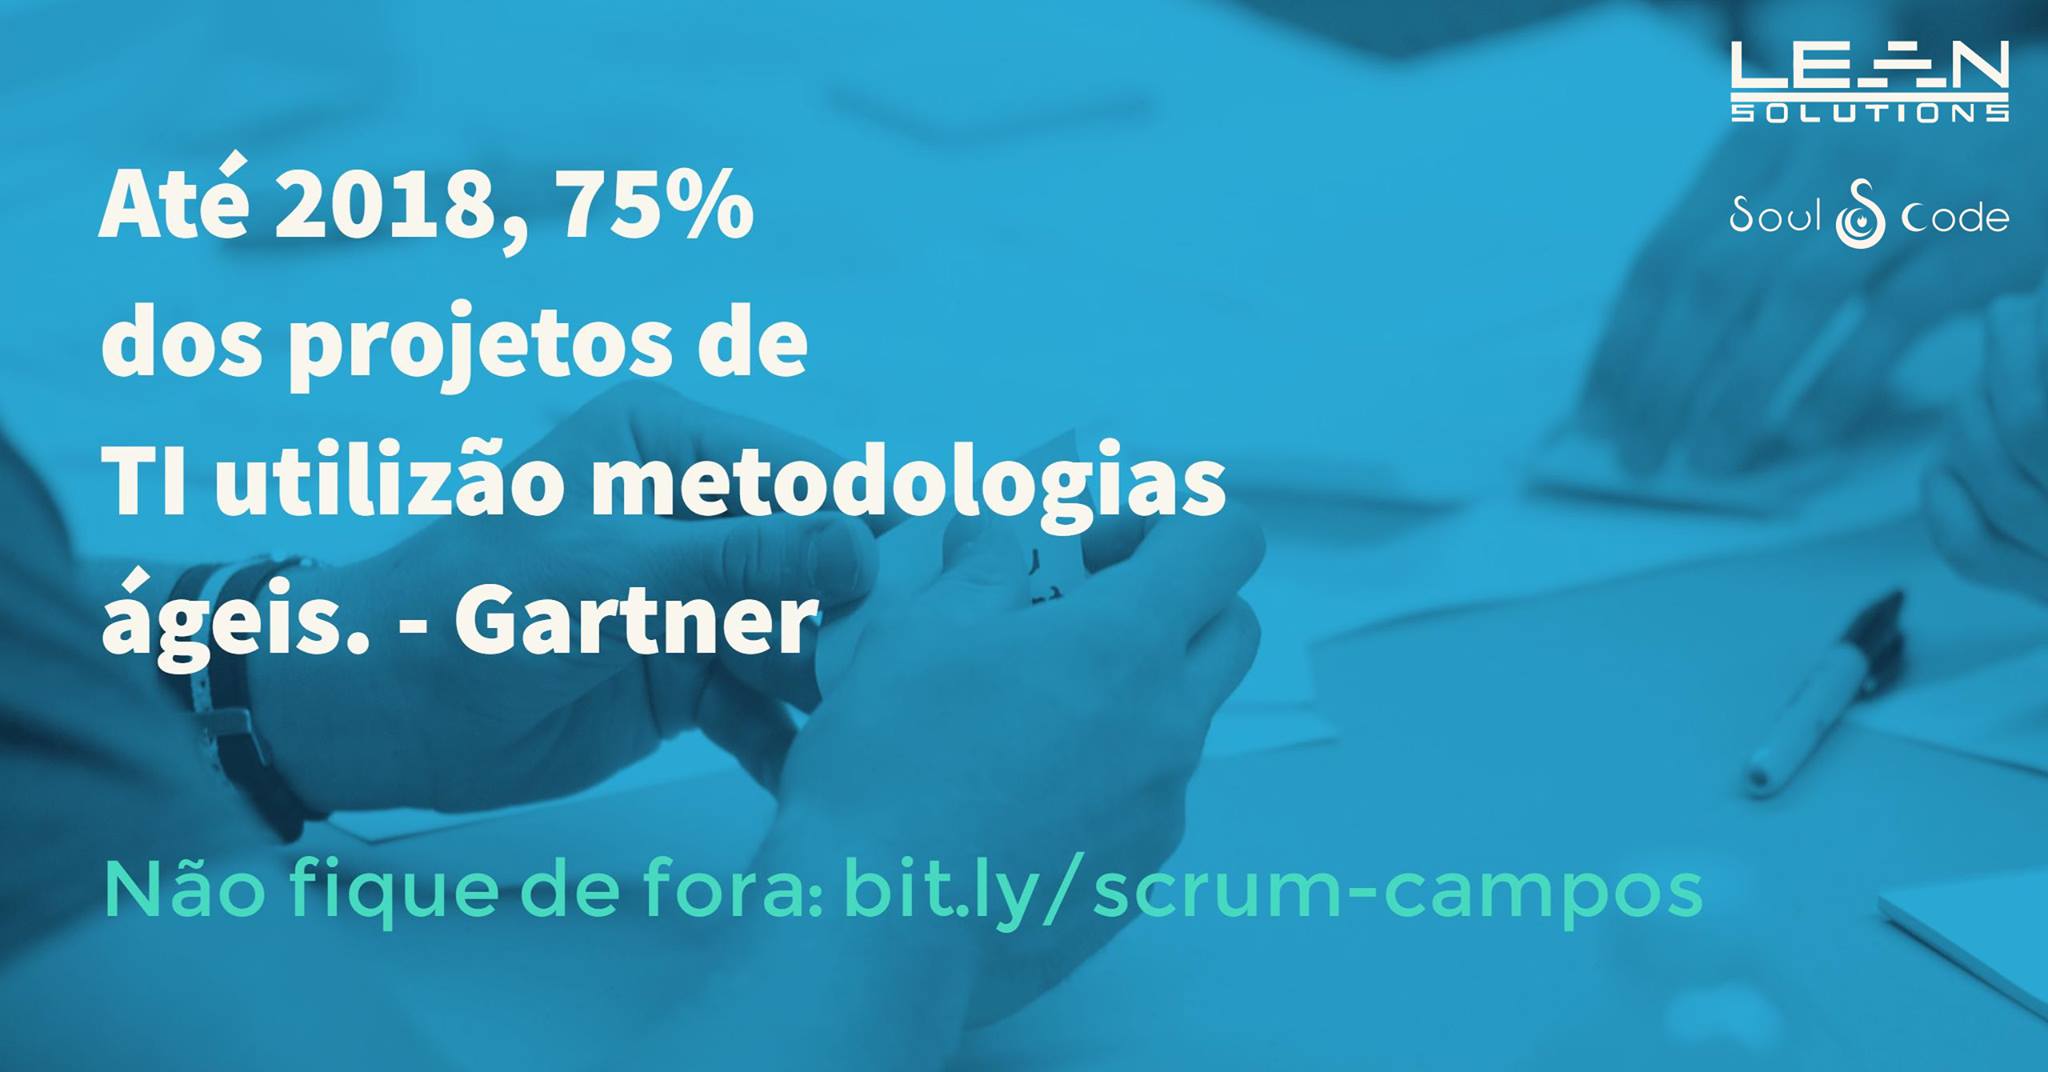 LEAN
SOLUTIONS
Soul Code
Até 2018, 75%
dos projetos de
TI utilizão metodologias
ágeis. - Gartner
Não fique de fora: bit.ly/scrum-campos